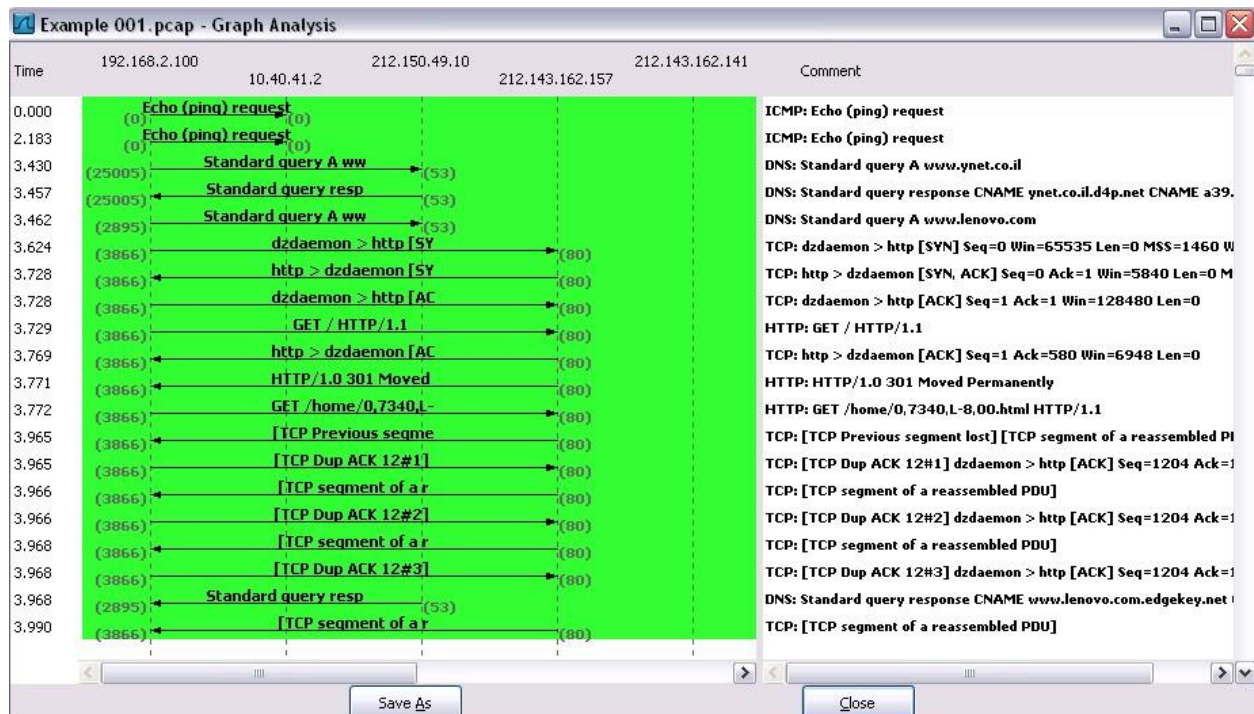 Example 001.pcap - Graph Analysis
Time 192.168.2.100 10.40.41.2 212.150.49.10 212.143.162.157 212.143.162.141 Comment
0.000 Echo (ping) request (0) (0) ICMP: Echo (ping) request
2.183 Echo (ping) request (0) (0) ICMP: Echo (ping) request
3.430 Standard query A ww (25005) (53) DNS: Standard query A www.ynet.co.il
3.457 Standard query resp (25005) (53) DNS: Standard query response CNAME ynet.co.il.d4p.net CNAME a39.
3.462 Standard query A ww (2895) (53) DNS: Standard query A www.lenovo.com
3.624 dzdaemon > http [SY (3866) (80) TCP: dzdaemon > http [SYN] Seq=0 Win=65535 Len=0 MSS=1460 W
3.728 http > dzdaemon [SY (3866) (80) TCP: http > dzdaemon [SYN, ACK] Seq=0 Ack=1 Win=5840 Len=0 M
3.728 dzdaemon > http [AC (3866) (80) TCP: dzdaemon > http [ACK] Seq=1 Ack=1 Win=128480 Len=0
3.729 GET / HTTP/1.1 (3866) (80) HTTP: GET / HTTP/1.1
3.769 http > dzdaemon [AC (3866) (80) TCP: http > dzdaemon [ACK] Seq=1 Ack=580 Win=6948 Len=0
3.771 HTTP/1.0 301 Moved (3866) (80) HTTP: HTTP/1.0 301 Moved Permanently
3.772 GET /home/0,7340,L- (3866) (80) HTTP: GET /home/0,7340,L-8,00.html HTTP/1.1
3.965 [TCP Previous segme (3866) (80) TCP: [TCP Previous segment lost] [TCP segment of a reassembled
3.965 [TCP Dup ACK 12#1] (3866) (80) TCP: [TCP Dup ACK 12#1] dzdaemon > http [ACK] Seq=1204 Ack=1
3.966 [TCP segment of a r (3866) (80) TCP: [TCP segment of a reassembled PDU]
3.966 [TCP Dup ACK 12#2] (3866) (80) TCP: [TCP Dup ACK 12#2] dzdaemon > http [ACK] Seq=1204 Ack=1
3.968 [TCP segment of a r (3866) (80) TCP: [TCP segment of a reassembled PDU]
3.968 [TCP Dup ACK 12#3] (3866) (80) TCP: [TCP Dup ACK 12#3] dzdaemon > http [ACK] Seq=1204 Ack=1
3.968 Standard query resp (2895) (53) DNS: Standard query response CNAME www.lenovo.com.edgekey.net
3.990 [TCP segment of a r (3866) (80) TCP: [TCP segment of a reassembled PDU]
Save As Close